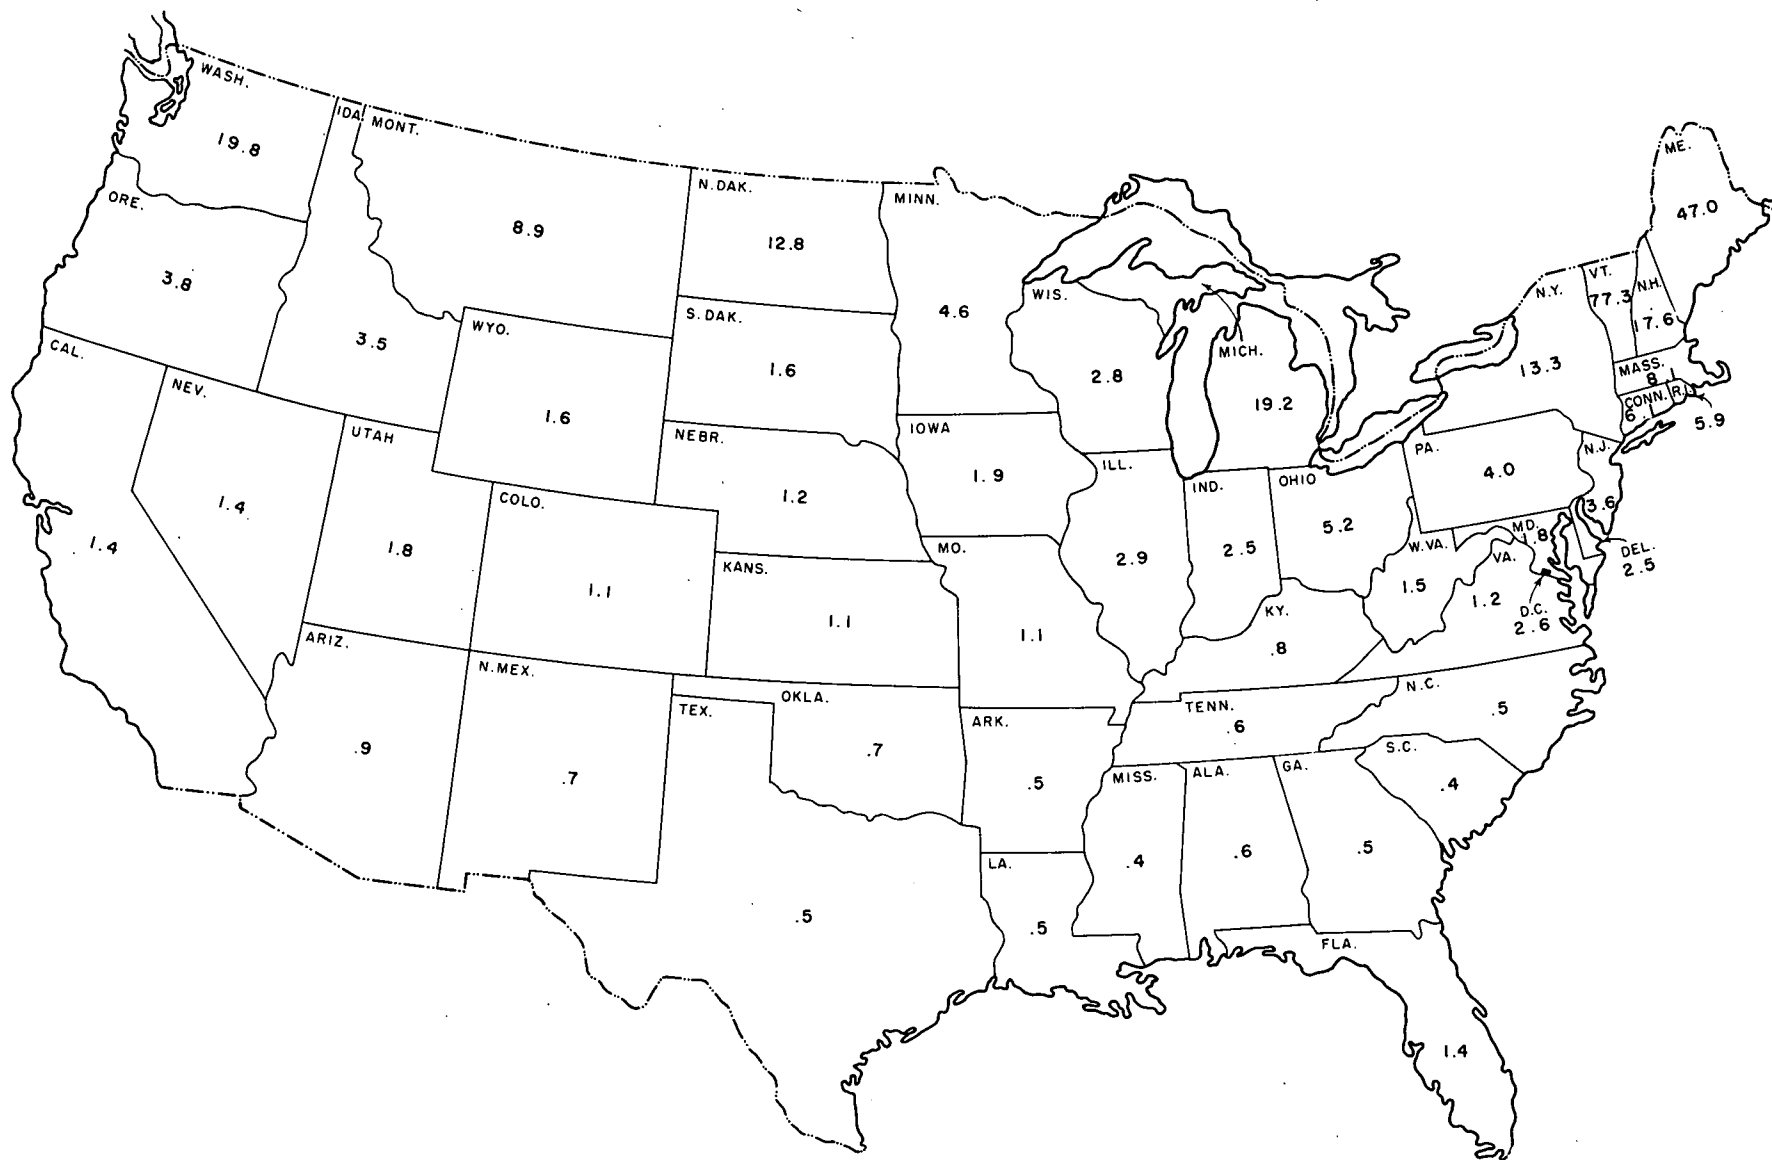 WASH.
19.8
IDA.
3.5
MONT.
8.9
ORE.
3.8
N.DAK.
12.8
MINN.
4.6
ME.
47.0
VT.
77.3
N.H.
17.6
N.Y.
13.3
WIS.
2.8
MICH.
19.2
S.DAK.
1.6
WYO.
1.6
CAL.
1.4
NEV.
1.4
UTAH
1.8
MASS.
8.1
CONN.
6.
R.I.
5.9
NEBR.
1.2
IOWA
1.9
ILL.
2.9
IND.
2.5
OHIO
5.2
PA.
4.0
N.J.
3.6
COLO.
1.1
KANS.
1.1
MO.
1.1
KY.
.8
W.VA.
1.5
VA.
1.2
MD.
1.8
DEL.
2.5
D.C.
2.6
ARIZ.
.9
N.MEX.
.7
OKLA.
.7
TEX.
.5
ARK.
.5
TENN.
.6
N.C.
.5
S.C.
.4
MISS.
.4
ALA.
.6
GA.
.5
LA.
.5
FLA.
1.4